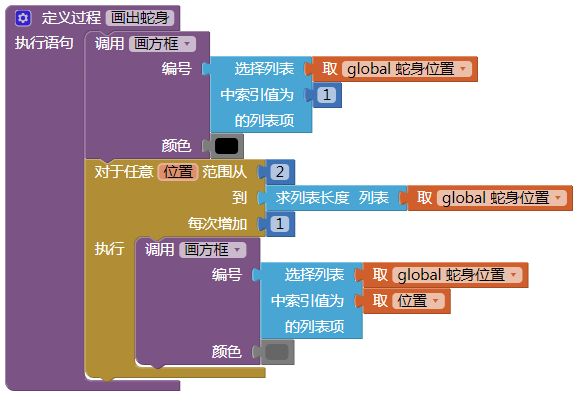 定义过程 画出蛇身
执行语句 调用 画方框
编号 选择列表 取 global 蛇身位置
中索引值为 1
的列表项
颜色
对于任意 位置 范围从 2
到 求列表长度 列表 取 global 蛇身位置
每次增加 1
执行 调用 画方框
编号 选择列表 取 global 蛇身位置
中索引值为 取 位置
的列表项
颜色